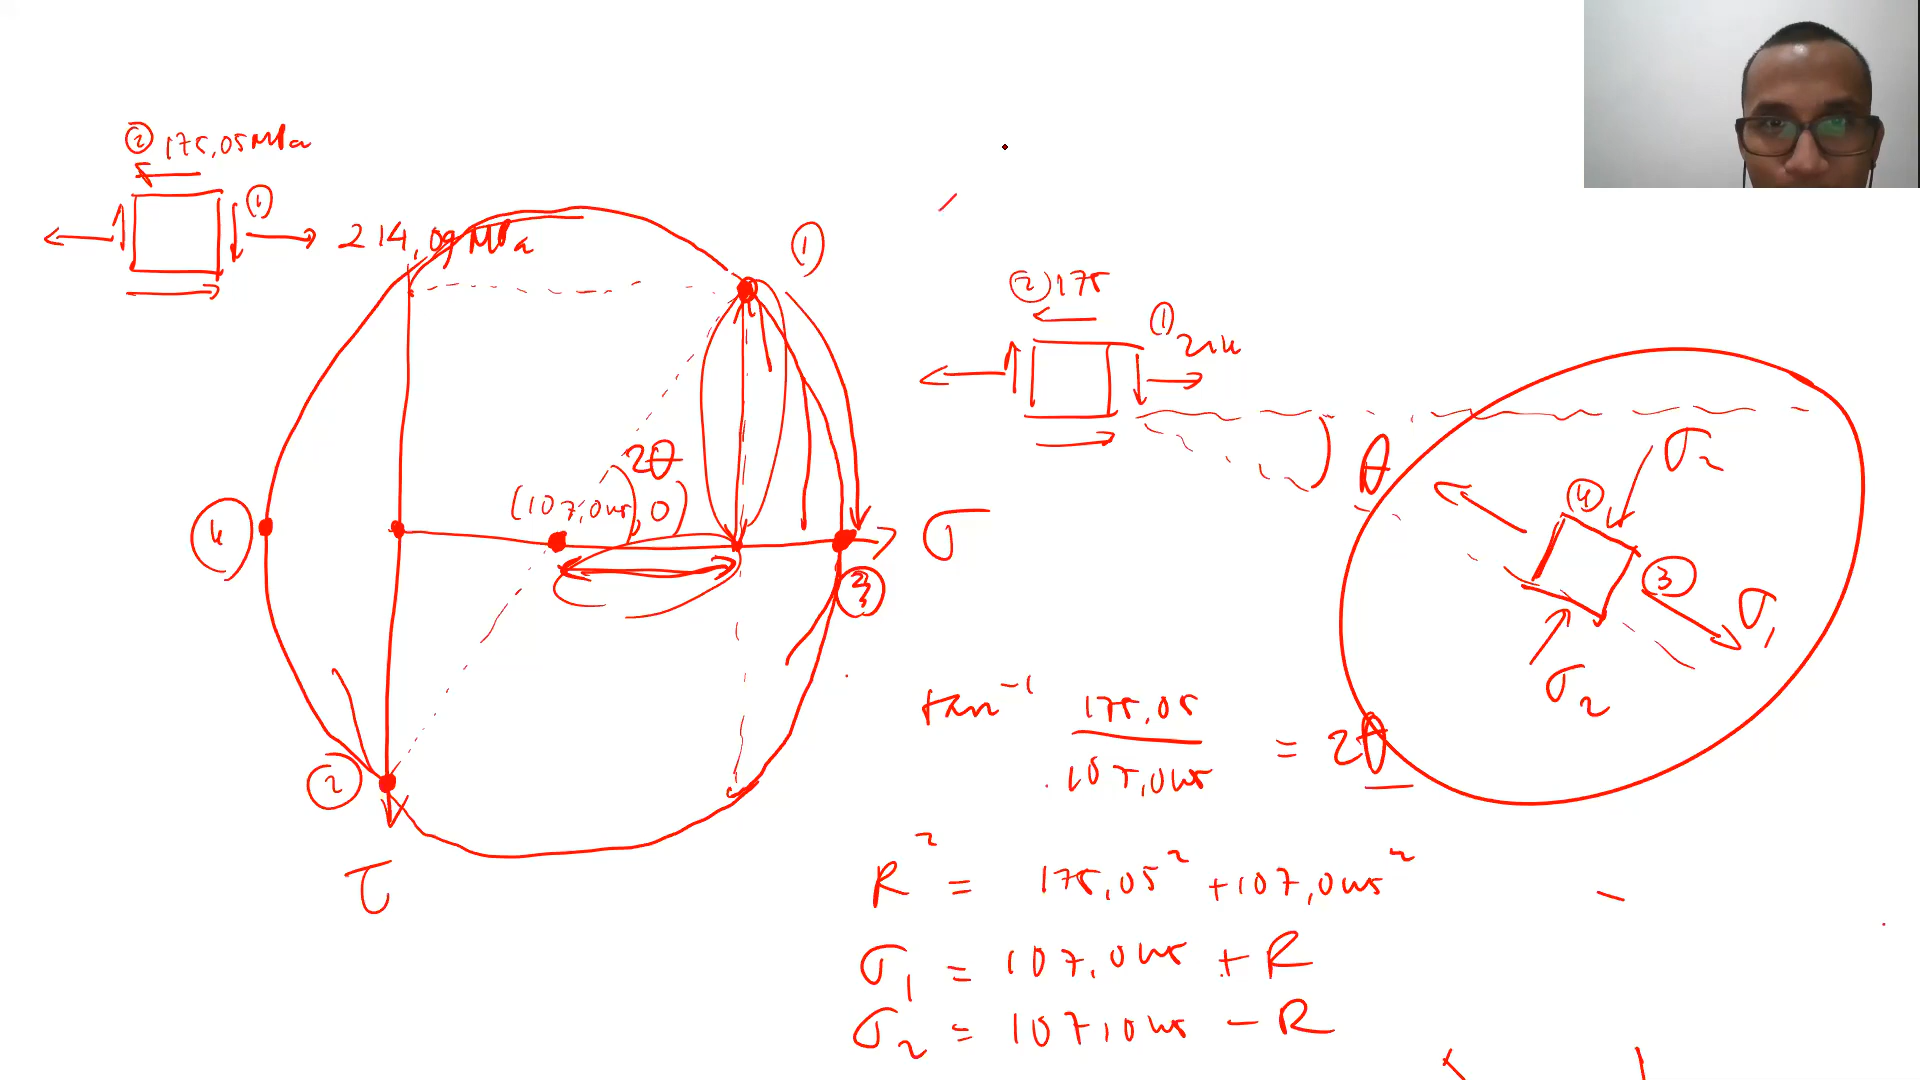 ② 175,05 MPa
①
214,09 MPa
①
② 175
① 214
2θ
(107,045, 0)
σ
④
③
②
τ
θ
σ₂
④
③
σ₁
σ₂
tan⁻¹ 175,05 / 107,045 = 2θ
R² = 175,05² + 107,045²
σ₁ = 107,045 + R
σ₂ = 107,045 - R